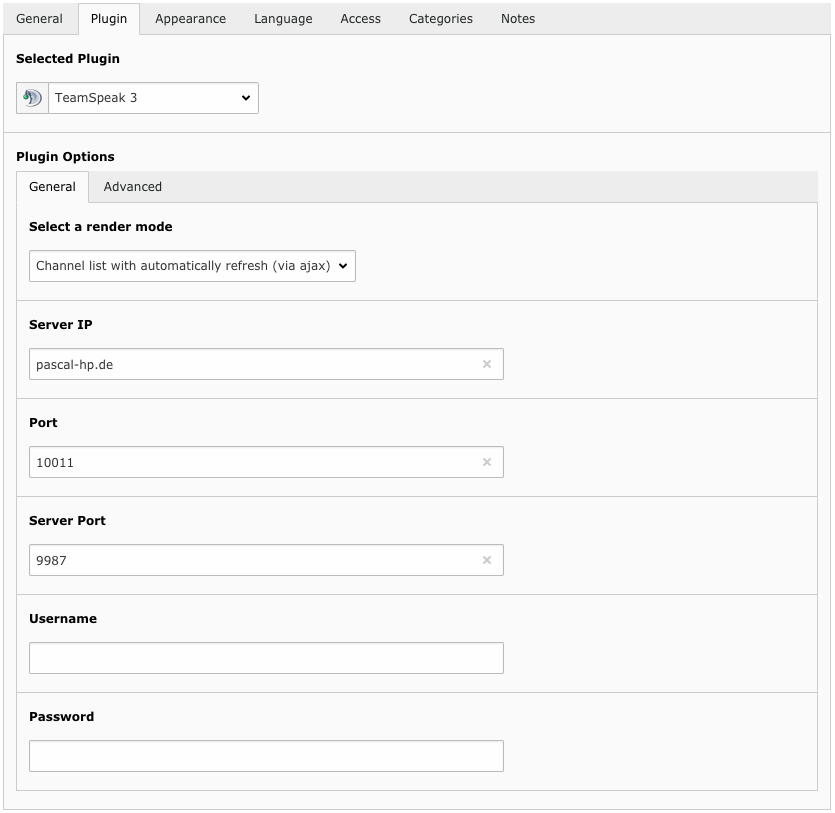 General Plugin Appearance Language Access Categories Notes
Selected Plugin
TeamSpeak 3
Plugin Options
General Advanced
Select a render mode
Channel list with automatically refresh (via ajax)
Server IP
pascal-hp.de
Port
10011
Server Port
9987
Username
Password